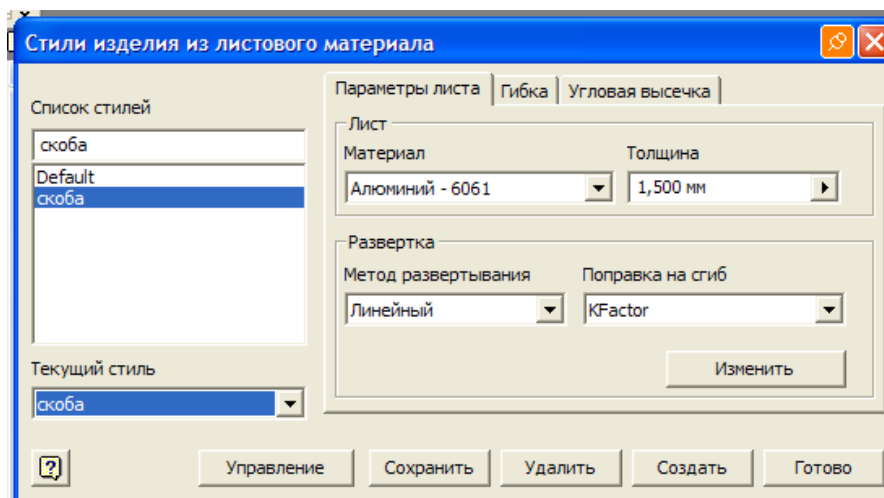 Стили изделия из листового материала
Список стилей
скоба
Default
скоба
Текущий стиль
скоба
Параметры листа
Гибка
Угловая высечка
Лист
Материал
Толщина
Алюминий - 6061
1,500 мм
Развертка
Метод развертывания
Поправка на сгиб
Линейный
KFactor
Изменить
Управление
Сохранить
Удалить
Создать
Готово